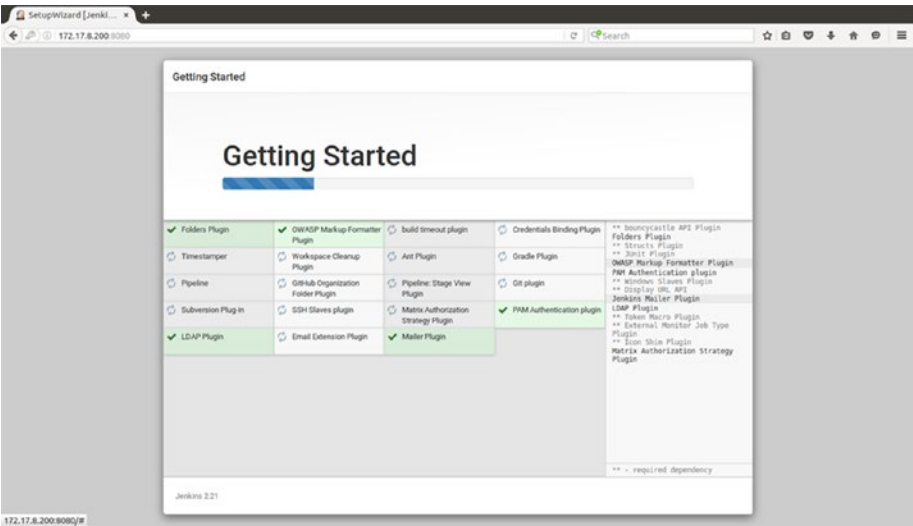 SetupWizard [Jenki...
172.17.8.200:8080
Search
Getting Started
Getting Started
Folders Plugin
OWASP Markup Formatter
Plugin
build timeout plugin
Credentials Binding Plugin
Timestamper
Workspace Cleanup
Plugin
Ant Plugin
Gradle Plugin
Pipeline
GitHub Organization
Folder Plugin
Pipeline: Stage View
Plugin
Git plugin
Subversion Plug-in
SSH Slaves plugin
Matrix Authorization
Strategy Plugin
PAM Authentication plugin
LDAP Plugin
Email Extension Plugin
Mailer Plugin
** bouncycastle API Plugin
Folders Plugin
** Structs Plugin
** JUnit Plugin
OWASP Markup Formatter Plugin
PAM Authentication plugin
** Windows Slaves Plugin
** Display URL API
Jenkins Mailer Plugin
LDAP Plugin
** Token Macro Plugin
** External Monitor Job Type
Plugin
** Icon Shim Plugin
Matrix Authorization Strategy
Plugin
** - required dependency
Jenkins 2.21
172.17.8.200:8080/#